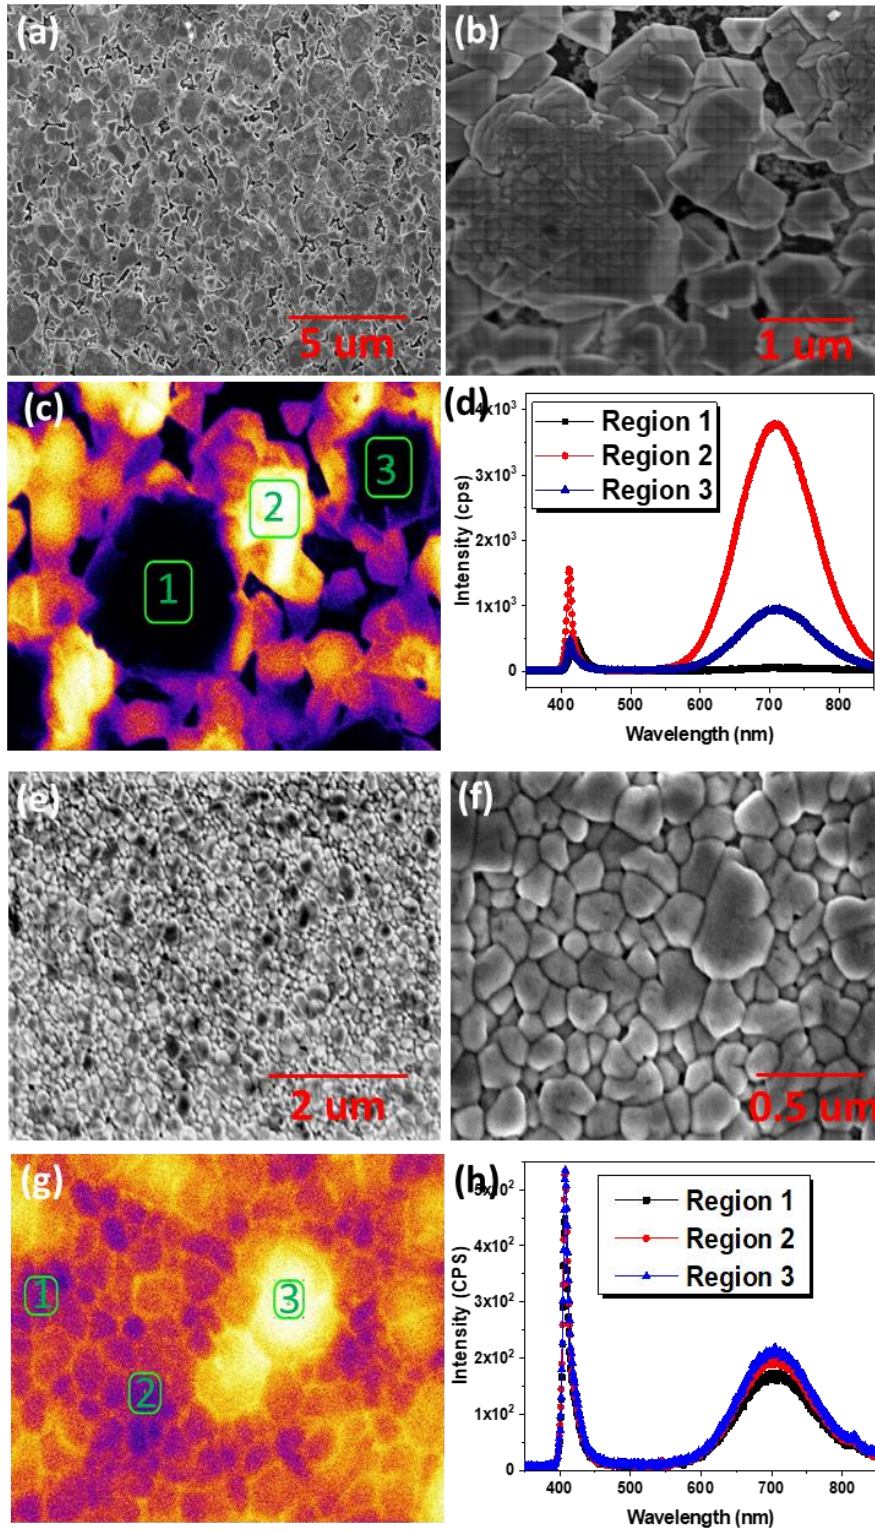 (a)
5 um
(b)
1 um
(c)
1
2
3
(d)
4x10³
3x10³
2x10³
1x10³
0
Intensity (cps)
Region 1
Region 2
Region 3
400 500 600 700 800
Wavelength (nm)
(e)
2 um
(f)
0.5 um
(g)
1
2
3
(h)
5x10²
4x10²
3x10²
2x10²
1x10²
0
Intensity (CPS)
Region 1
Region 2
Region 3
400 500 600 700 800
Wavelength (nm)